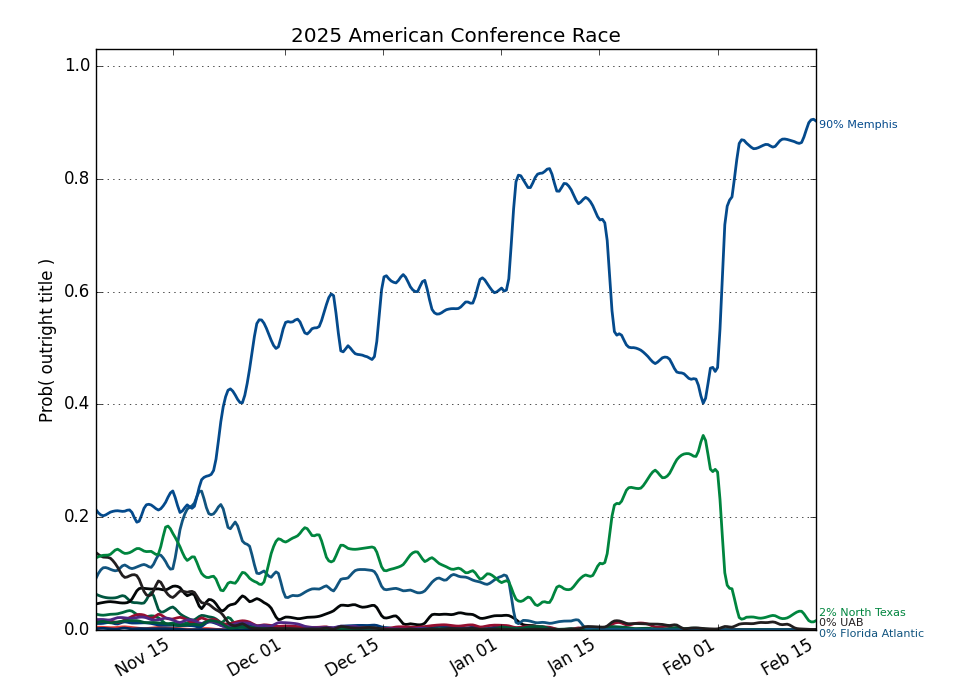 2025 American Conference Race
Prob( outright title )
1.0
0.8
0.6
0.4
0.2
0.0
90% Memphis
2% North Texas
0% UAB
0% Florida Atlantic
Nov 15
Dec 01
Dec 15
Jan 01
Jan 15
Feb 01
Feb 15